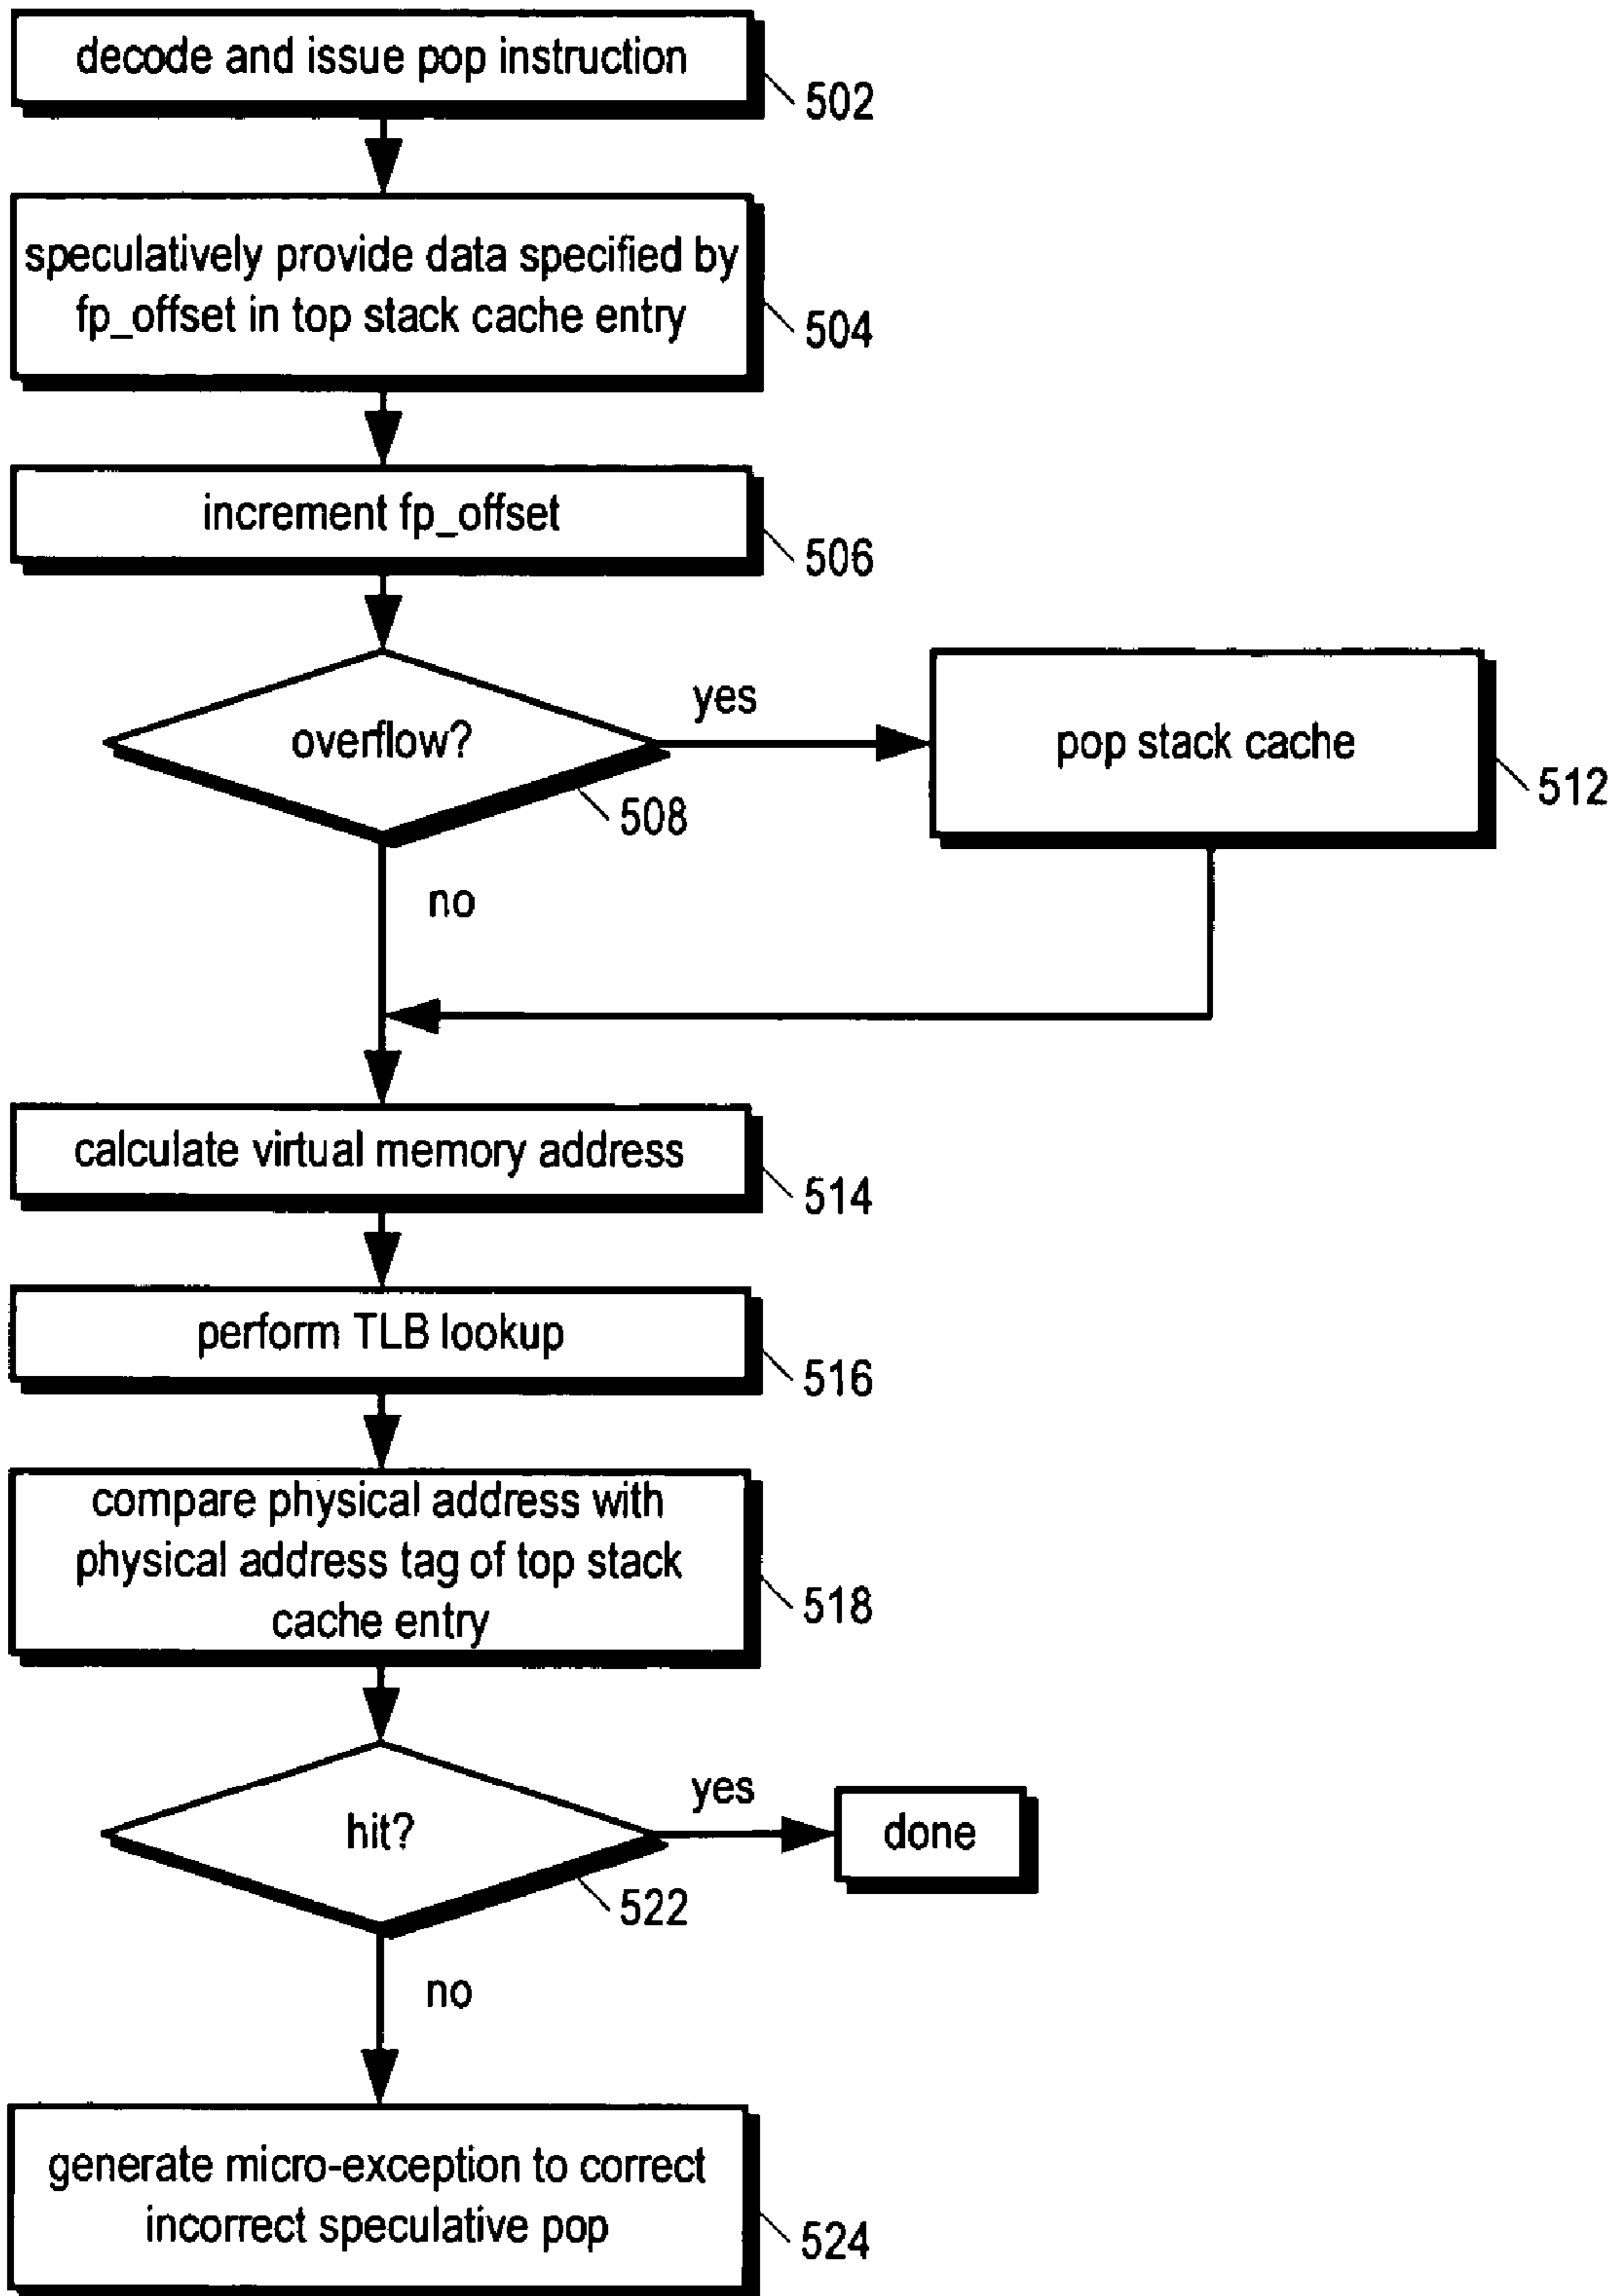 decode and issue pop instruction
502
speculatively provide data specified by
fp_offset in top stack cache entry
504
increment fp_offset
506
overflow?
508
yes
pop stack cache
512
no
calculate virtual memory address
514
perform TLB lookup
516
compare physical address with
physical address tag of top stack
cache entry
518
hit?
522
yes
done
no
generate micro-exception to correct
incorrect speculative pop
524